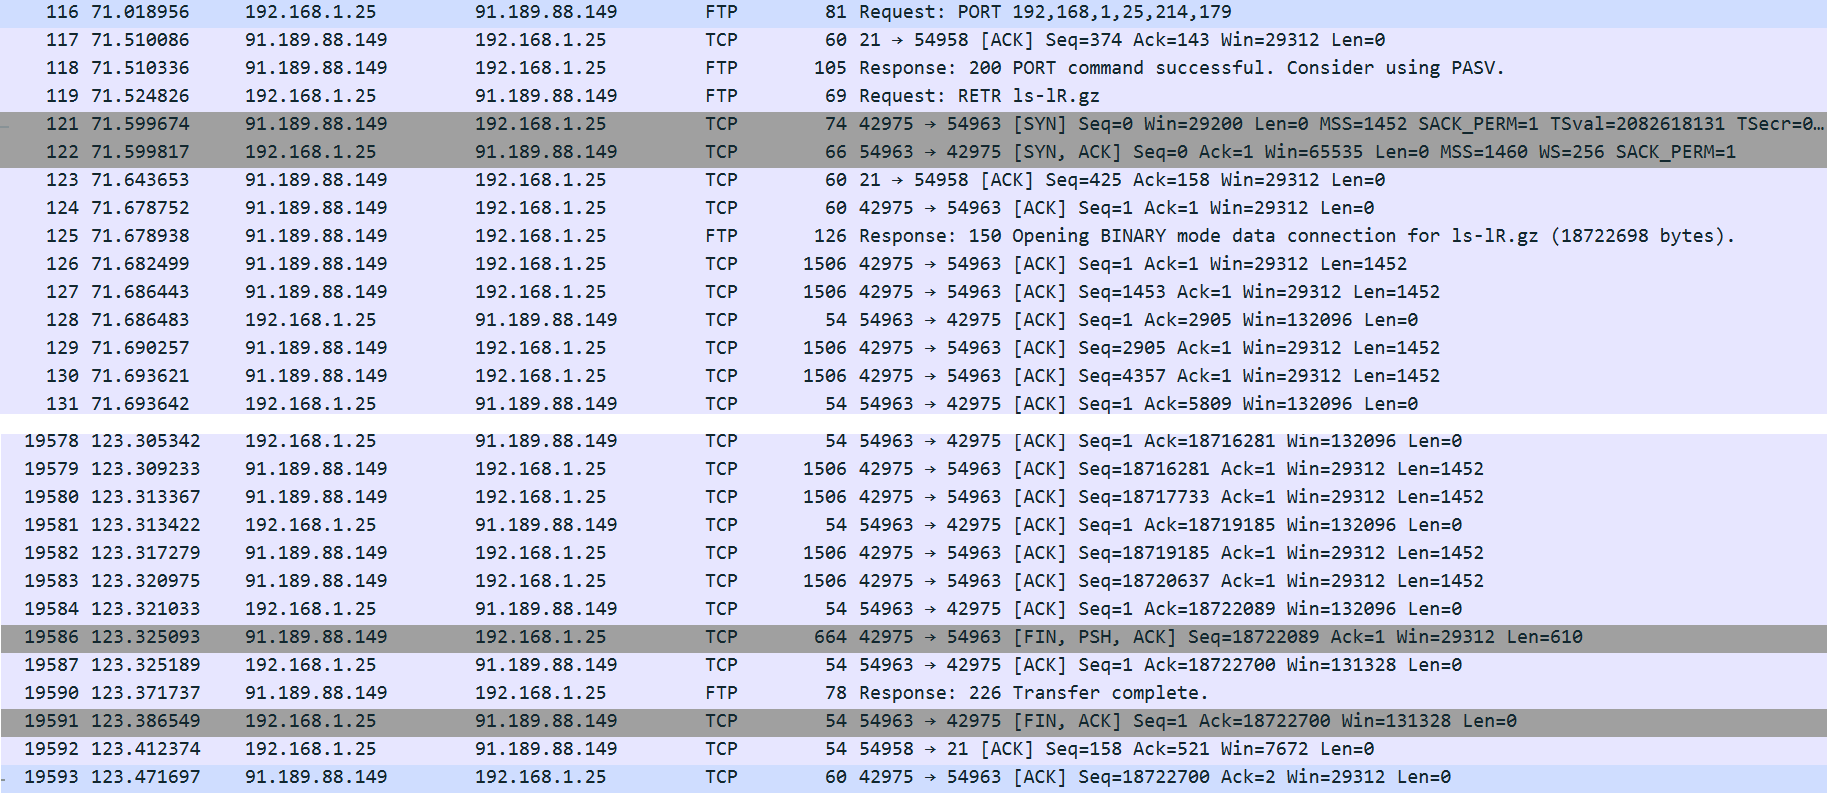 116 71.018956 192.168.1.25 91.189.88.149 FTP 81 Request: PORT 192,168,1,25,214,179
117 71.510086 91.189.88.149 192.168.1.25 TCP 60 21 → 54958 [ACK] Seq=374 Ack=143 Win=29312 Len=0
118 71.510336 91.189.88.149 192.168.1.25 FTP 105 Response: 200 PORT command successful. Consider using PASV.
119 71.524826 192.168.1.25 91.189.88.149 FTP 69 Request: RETR ls-lR.gz
121 71.599674 91.189.88.149 192.168.1.25 TCP 74 42975 → 54963 [SYN] Seq=0 Win=29200 Len=0 MSS=1452 SACK_PERM=1 TSval=2082618131 TSecr=0…
122 71.599817 192.168.1.25 91.189.88.149 TCP 66 54963 → 42975 [SYN, ACK] Seq=0 Ack=1 Win=65535 Len=0 MSS=1460 WS=256 SACK_PERM=1
123 71.643653 91.189.88.149 192.168.1.25 TCP 60 21 → 54958 [ACK] Seq=425 Ack=158 Win=29312 Len=0
124 71.678752 91.189.88.149 192.168.1.25 TCP 60 42975 → 54963 [ACK] Seq=1 Ack=1 Win=29312 Len=0
125 71.678938 91.189.88.149 192.168.1.25 FTP 126 Response: 150 Opening BINARY mode data connection for ls-lR.gz (18722698 bytes).
126 71.682499 91.189.88.149 192.168.1.25 TCP 1506 42975 → 54963 [ACK] Seq=1 Ack=1 Win=29312 Len=1452
127 71.686443 91.189.88.149 192.168.1.25 TCP 1506 42975 → 54963 [ACK] Seq=1453 Ack=1 Win=29312 Len=1452
128 71.686483 192.168.1.25 91.189.88.149 TCP 54 54963 → 42975 [ACK] Seq=1 Ack=2905 Win=132096 Len=0
129 71.690257 91.189.88.149 192.168.1.25 TCP 1506 42975 → 54963 [ACK] Seq=2905 Ack=1 Win=29312 Len=1452
130 71.693621 91.189.88.149 192.168.1.25 TCP 1506 42975 → 54963 [ACK] Seq=4357 Ack=1 Win=29312 Len=1452
131 71.693642 192.168.1.25 91.189.88.149 TCP 54 54963 → 42975 [ACK] Seq=1 Ack=5809 Win=132096 Len=0
19578 123.305342 192.168.1.25 91.189.88.149 TCP 54 54963 → 42975 [ACK] Seq=1 Ack=18716281 Win=132096 Len=0
19579 123.309233 91.189.88.149 192.168.1.25 TCP 1506 42975 → 54963 [ACK] Seq=18716281 Ack=1 Win=29312 Len=1452
19580 123.313367 91.189.88.149 192.168.1.25 TCP 1506 42975 → 54963 [ACK] Seq=18717733 Ack=1 Win=29312 Len=1452
19581 123.313422 192.168.1.25 91.189.88.149 TCP 54 54963 → 42975 [ACK] Seq=1 Ack=18719185 Win=132096 Len=0
19582 123.317279 91.189.88.149 192.168.1.25 TCP 1506 42975 → 54963 [ACK] Seq=18719185 Ack=1 Win=29312 Len=1452
19583 123.320975 91.189.88.149 192.168.1.25 TCP 1506 42975 → 54963 [ACK] Seq=18720637 Ack=1 Win=29312 Len=1452
19584 123.321033 192.168.1.25 91.189.88.149 TCP 54 54963 → 42975 [ACK] Seq=1 Ack=18722089 Win=132096 Len=0
19586 123.325093 91.189.88.149 192.168.1.25 TCP 664 42975 → 54963 [FIN, PSH, ACK] Seq=18722089 Ack=1 Win=29312 Len=610
19587 123.325189 192.168.1.25 91.189.88.149 TCP 54 54963 → 42975 [ACK] Seq=1 Ack=18722700 Win=131328 Len=0
19590 123.371737 91.189.88.149 192.168.1.25 FTP 78 Response: 226 Transfer complete.
19591 123.386549 192.168.1.25 91.189.88.149 TCP 54 54963 → 42975 [FIN, ACK] Seq=1 Ack=18722700 Win=131328 Len=0
19592 123.412374 192.168.1.25 91.189.88.149 TCP 54 54958 → 21 [ACK] Seq=158 Ack=521 Win=7672 Len=0
19593 123.471697 91.189.88.149 192.168.1.25 TCP 60 42975 → 54963 [ACK] Seq=18722700 Ack=2 Win=29312 Len=0